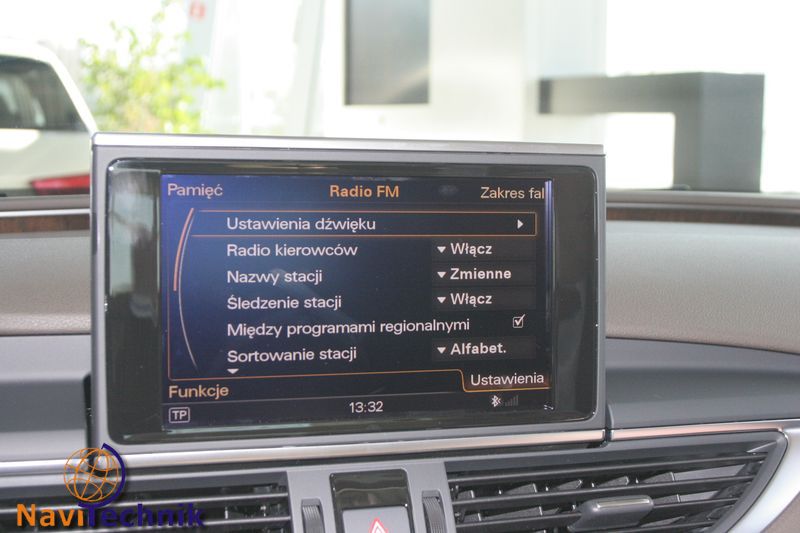 Pamięć Radio FM Zakres fal
Ustawienia dźwięku
Radio kierowców Włącz
Nazwy stacji Zmienne
Śledzenie stacji Włącz
Między programami regionalnymi
Sortowanie stacji Alfabet.
Ustawienia
Funkcje
TP 13:32
NaviTechnik